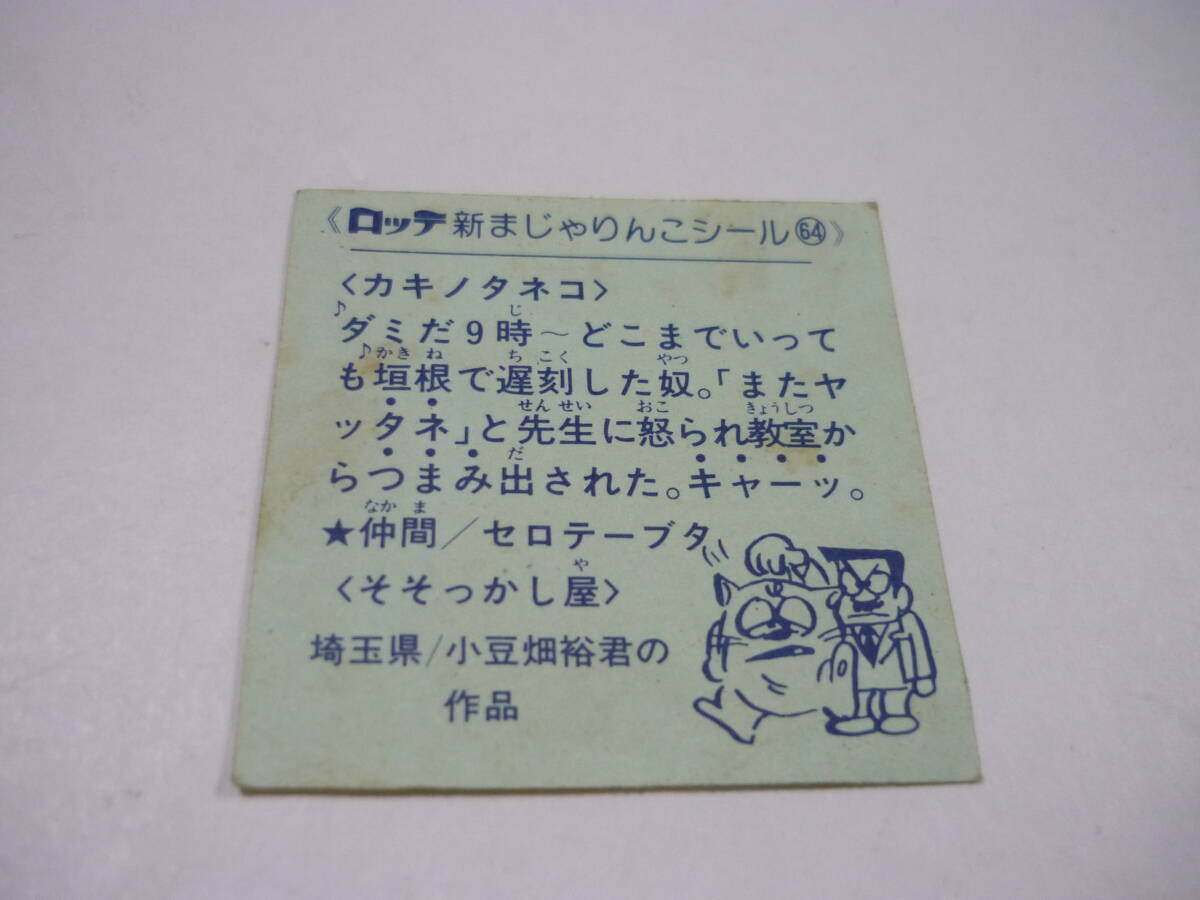 《ロッテ新まじゃりんこシール64》
〈カキノタネコ〉
♪ダミだ9時～どこまでいって
も♪垣根で遅刻した奴。「またヤ
ッタネ」と先生に怒られ教室か
らつまみ出された。キャーッ。
★仲間／セロテープタ
〈そそっかし屋〉
埼玉県/小豆畑裕君の
作品